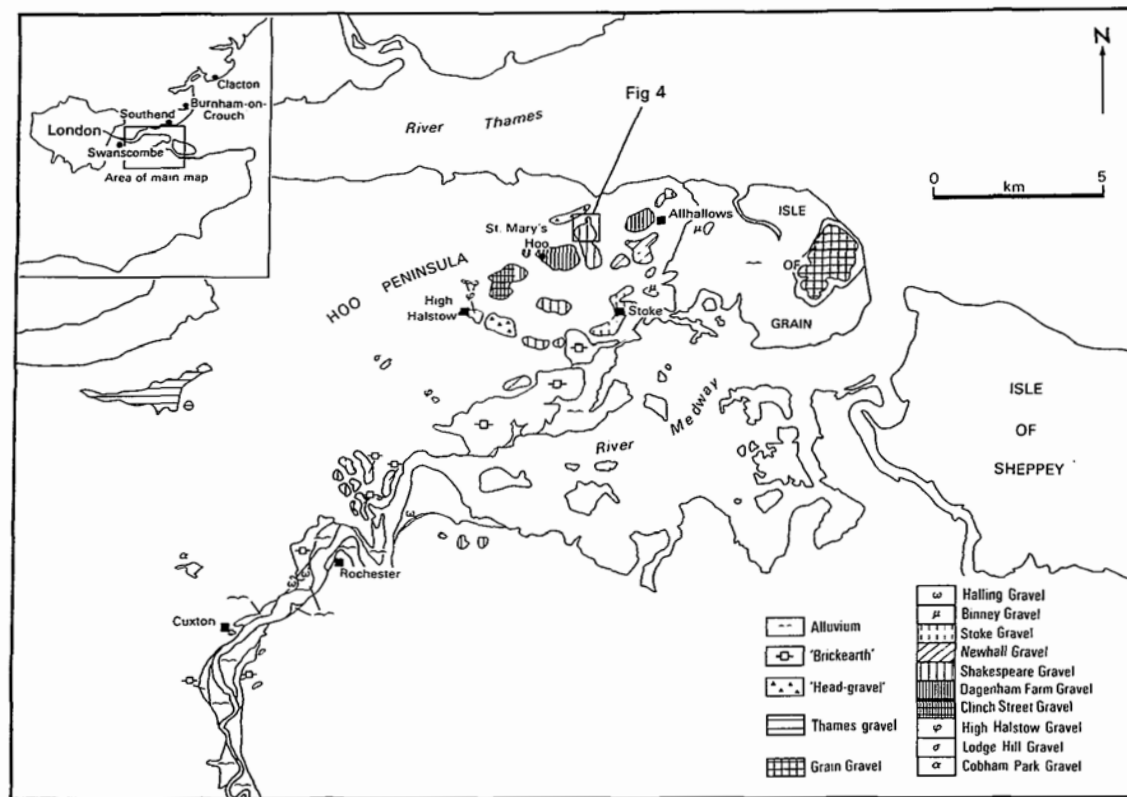 Clacton
Burnham-on-
Crouch
Southend
London
Swanscombe
Area of main map
N
Fig 4
River Thames
0 km 5
Allhallows
μ
St. Mary's
Hoo
ISLE
OF
GRAIN
HOO PENINSULA
High
Halstow
φ
Stoke
μ
σ
φ
Θ
River Medway
ISLE
OF
SHEPPEY
ω
α
Rochester
Cuxton
Alluvium
'Brickearth'
'Head-gravel'
Thames gravel
Grain Gravel
ω Halling Gravel
μ Binney Gravel
Stoke Gravel
Newhall Gravel
Shakespeare Gravel
Dagenham Farm Gravel
Clinch Street Gravel
φ High Halstow Gravel
σ Lodge Hill Gravel
α Cobham Park Gravel